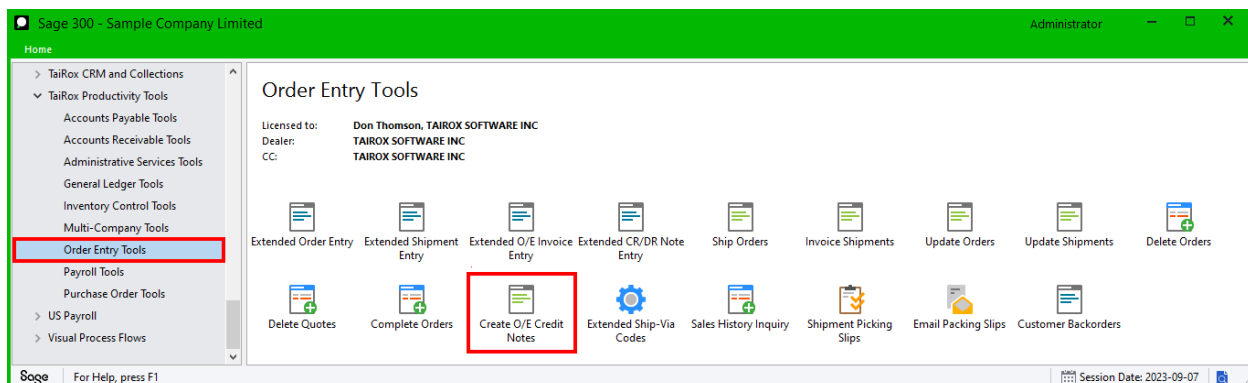 Sage 300 - Sample Company Limited
Administrator
Home
TaiRox CRM and Collections
TaiRox Productivity Tools
Accounts Payable Tools
Accounts Receivable Tools
Administrative Services Tools
General Ledger Tools
Inventory Control Tools
Multi-Company Tools
Order Entry Tools
Payroll Tools
Purchase Order Tools
US Payroll
Visual Process Flows
Order Entry Tools
Licensed to: Don Thomson, TAIROX SOFTWARE INC
Dealer: TAIROX SOFTWARE INC
CC: TAIROX SOFTWARE INC
Extended Order Entry
Extended Shipment
Entry
Extended O/E Invoice
Entry
Extended CR/DR Note
Entry
Ship Orders
Invoice Shipments
Update Orders
Update Shipments
Delete Orders
Delete Quotes
Complete Orders
Create O/E Credit
Notes
Extended Ship-Via
Codes
Sales History Inquiry
Shipment Picking
Slips
Email Packing Slips
Customer Backorders
Sage
For Help, press F1
Session Date: 2023-09-07